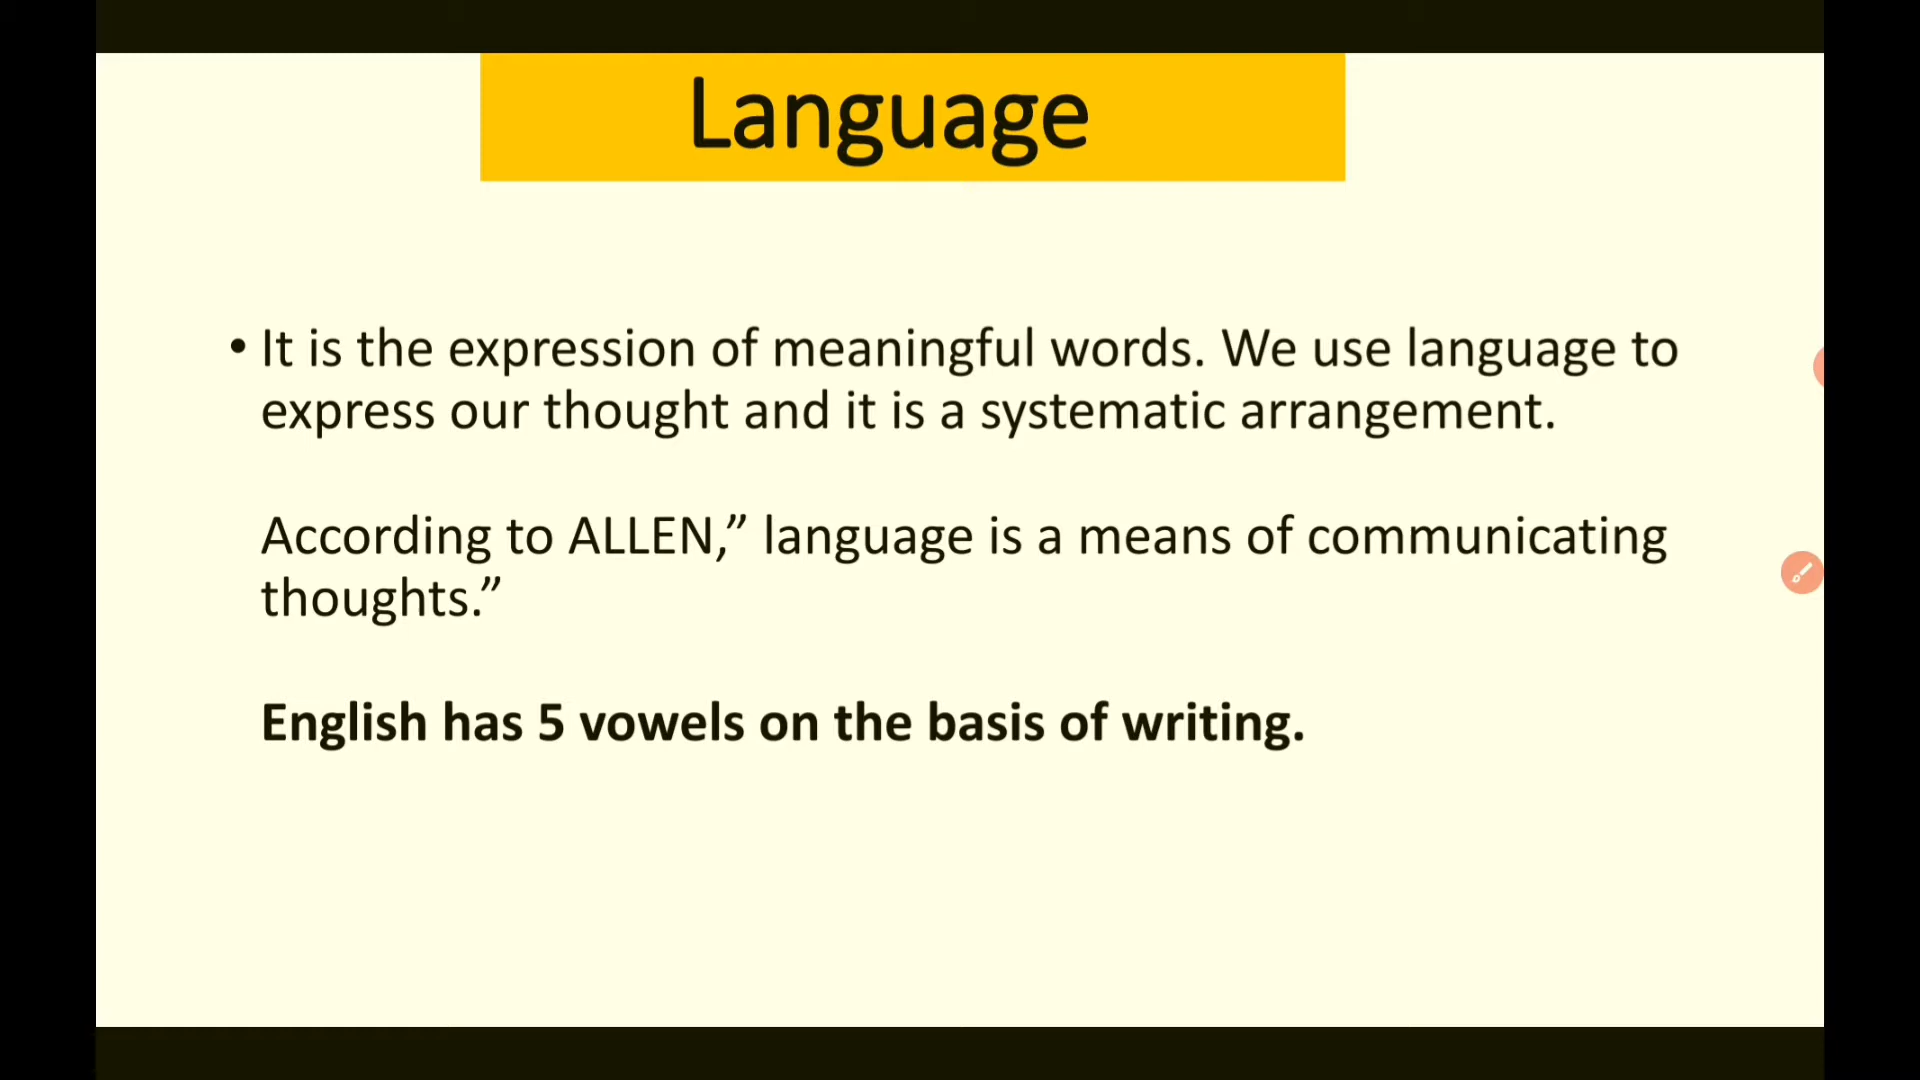 Language
• It is the expression of meaningful words. We use language to
express our thought and it is a systematic arrangement.
According to ALLEN,” language is a means of communicating
thoughts.”
English has 5 vowels on the basis of writing.